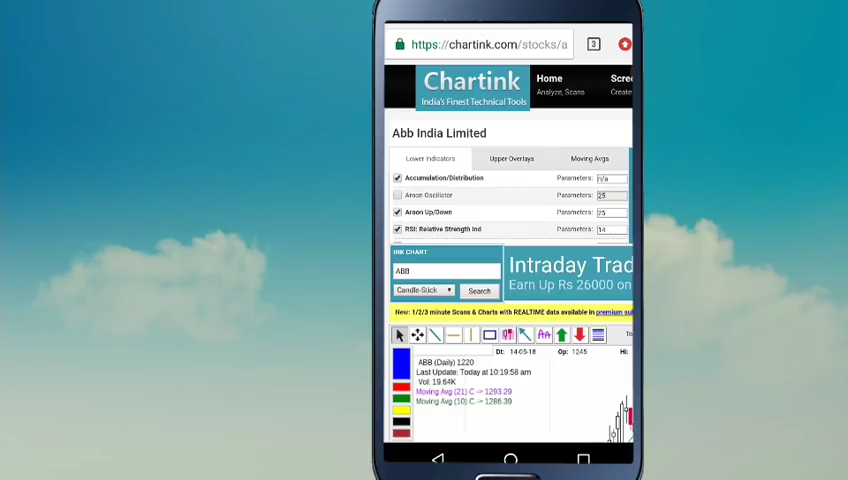 https://chartink.com/stocks/a
3
Chartink
India's Finest Technical Tools
Home
Analyze, Scans
Scre
Create
Abb India Limited
Lower Indicators
Upper Overlays
Moving Avgs
Accumulation/Distribution
Parameters: n/a
Aroon Oscillator
Parameters: 25
Aroon Up/Down
Parameters: 25
RSI: Relative Strength Ind
Parameters: 14
INK CHART
ABB
Candle-Stick
Search
Intraday Trad
Earn Up Rs 26000 on
New: 1/2/3 minute Scans & Charts with REALTIME data available in premium su
To
Dt: 14-05-18 Op: 1245 Hi:
ABB (Daily) 1220
Last Update: Today at 10:19:58 am
Vol: 19.64K
Moving Avg (21) C -> 1293.29
Moving Avg (10) C -> 1286.39